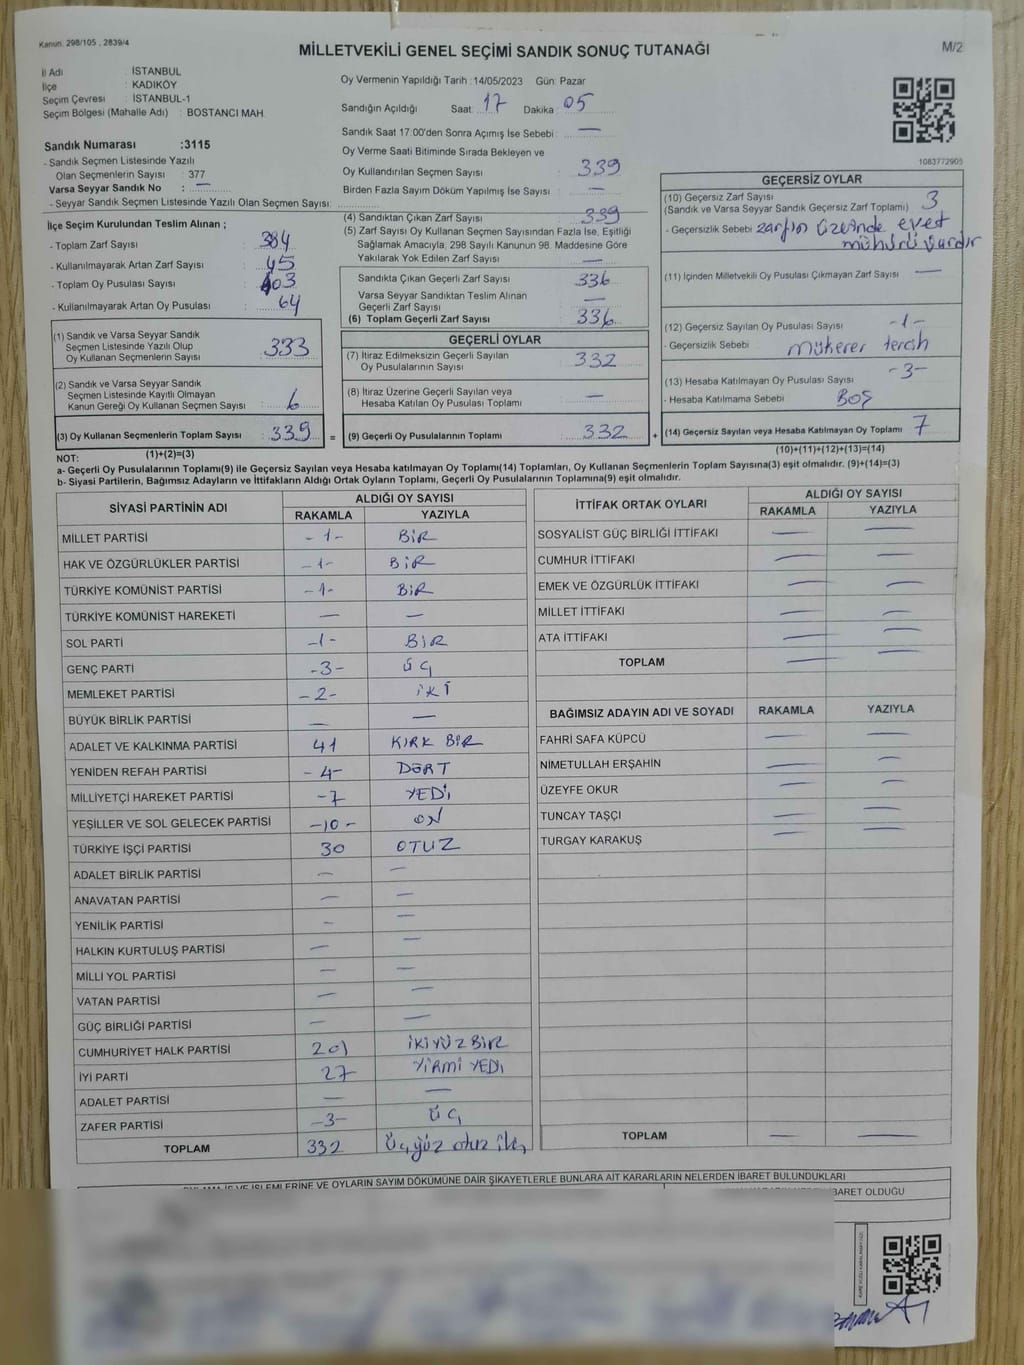 Kanun: 298/105 , 2839/4
MİLLETVEKİLİ GENEL SEÇİMİ SANDIK SONUÇ TUTANAĞI
M/2
İl Adı : İSTANBUL
İlçe : KADIKÖY
Seçim Çevresi : İSTANBUL-1
Seçim Bölgesi (Mahalle Adı) : BOSTANCI MAH.
Sandık Numarası :3115
- Sandık Seçmen Listesinde Yazılı
Olan Seçmenlerin Sayısı : 377
Varsa Seyyar Sandık No : —
- Seyyar Sandık Seçmen Listesinde Yazılı Olan Seçmen Sayısı:
İlçe Seçim Kurulundan Teslim Alınan ;
- Toplam Zarf Sayısı : 384
- Kullanılmayarak Artan Zarf Sayısı : 45
- Toplam Oy Pusulası Sayısı : 403
- Kullanılmayarak Artan Oy Pusulası : 64
(1) Sandık ve Varsa Seyyar Sandık
Seçmen Listesinde Yazılı Olup
Oy Kullanan Seçmenlerin Sayısı : 333
(2) Sandık ve Varsa Seyyar Sandık
Seçmen Listesinde Kayıtlı Olmayan
Kanun Gereği Oy Kullanan Seçmen Sayısı : 6
(3) Oy Kullanan Seçmenlerin Toplam Sayısı : 339
(1)+(2)=(3)
Oy Vermenin Yapıldığı Tarih :14/05/2023 Gün: Pazar
Sandığın Açıldığı Saat: 17 Dakika : 05
Sandık Saat 17:00'den Sonra Açımış İse Sebebi : —
Oy Verme Saati Bitiminde Sırada Bekleyen ve
Oy Kullandırılan Seçmen Sayısı : 339
Birden Fazla Sayım Döküm Yapılmış İse Sayısı : —
(4) Sandıktan Çıkan Zarf Sayısı : 339
(5) Zarf Sayısı Oy Kullanan Seçmen Sayısından Fazla İse, Eşitliği
Sağlamak Amacıyla, 298 Sayılı Kanunun 98. Maddesine Göre
Yakılarak Yok Edilen Zarf Sayısı : —
Sandıkta Çıkan Geçerli Zarf Sayısı : 336
Varsa Seyyar Sandıktan Teslim Alınan
Geçerli Zarf Sayısı : —
(6) Toplam Geçerli Zarf Sayısı : 336
GEÇERLİ OYLAR
(7) İtiraz Edilmeksizin Geçerli Sayılan
Oy Pusulalarının Sayısı : 332
(8) İtiraz Üzerine Geçerli Sayılan veya
Hesaba Katılan Oy Pusulası Toplamı : —
= (9) Geçerli Oy Pusulalarının Toplamı : 332 +
1083772905
GEÇERSİZ OYLAR
(10) Geçersiz Zarf Sayısı : 3
(Sandık ve Varsa Seyyar Sandık Geçersiz Zarf Toplamı)
- Geçersizlik Sebebi : zarfın üzerinde evet
mühürü vardır
(11) İçinden Milletvekili Oy Pusulası Çıkmayan Zarf Sayısı : —
(12) Geçersiz Sayılan Oy Pusulası Sayısı : -1-
- Geçersizlik Sebebi : müherer tercih
(13) Hesaba Katılmayan Oy Pusulası Sayısı : -3-
- Hesaba Katılmama Sebebi : BOŞ
(14) Geçersiz Sayılan veya Hesaba Katılmayan Oy Toplamı : 7
(10)+(11)+(12)+(13)=(14)
NOT:
a- Geçerli Oy Pusulalarının Toplamı(9) ile Geçersiz Sayılan veya Hesaba katılmayan Oy Toplamı(14) Toplamları, Oy Kullanan Seçmenlerin Toplam Sayısına(3) eşit olmalıdır. (9)+(14)=(3)
b- Siyasi Partilerin, Bağımsız Adayların ve İttifakların Aldığı Ortak Oyların Toplamı, Geçerli Oy Pusulalarının Toplamına(9) eşit olmalıdır.
SİYASİ PARTİNİN ADI ALDIĞI OY SAYISI
RAKAMLA YAZIYLA
MİLLET PARTİSİ -1- BİR
HAK VE ÖZGÜRLÜKLER PARTİSİ -1- BİR
TÜRKİYE KOMÜNİST PARTİSİ -1- BİR
TÜRKİYE KOMÜNİST HAREKETİ — —
SOL PARTİ -1- BİR
GENÇ PARTİ -3- ÜÇ
MEMLEKET PARTİSİ -2- İKİ
BÜYÜK BİRLİK PARTİSİ — —
ADALET VE KALKINMA PARTİSİ 41 KIRK BİR
YENİDEN REFAH PARTİSİ -4- DÖRT
MİLLİYETÇİ HAREKET PARTİSİ -7 YEDİ
YEŞİLLER VE SOL GELECEK PARTİSİ -10- ON
TÜRKİYE İŞÇİ PARTİSİ 30 OTUZ
ADALET BİRLİK PARTİSİ — —
ANAVATAN PARTİSİ — —
YENİLİK PARTİSİ — —
HALKIN KURTULUŞ PARTİSİ — —
MİLLİ YOL PARTİSİ — —
VATAN PARTİSİ — —
GÜÇ BİRLİĞİ PARTİSİ — —
CUMHURİYET HALK PARTİSİ 201 İKİYÜZ BİR
İYİ PARTİ 27 YİRMİ YEDİ
ADALET PARTİSİ — —
ZAFER PARTİSİ -3- ÜÇ
TOPLAM 332 Üçyüz otuz iki
İTTİFAK ORTAK OYLARI ALDIĞI OY SAYISI
RAKAMLA YAZIYLA
SOSYALİST GÜÇ BİRLİĞİ İTTİFAKI — —
CUMHUR İTTİFAKI — —
EMEK VE ÖZGÜRLÜK İTTİFAKI — —
MİLLET İTTİFAKI — —
ATA İTTİFAKI — —
TOPLAM — —
BAĞIMSIZ ADAYIN ADI VE SOYADI RAKAMLA YAZIYLA
FAHRİ SAFA KÜPCÜ — —
NİMETULLAH ERŞAHİN — —
ÜZEYFE OKUR — —
TUNCAY TAŞÇI — —
TURGAY KARAKUŞ — —
TOPLAM — —
İŞLEMLERİNE VE OYLARIN SAYIM DÖKÜMÜNE DAİR ŞİKAYETLERLE BUNLARA AİT KARARLARIN NELERDEN İBARET BULUNDUKLARI
BARET OLDUĞU